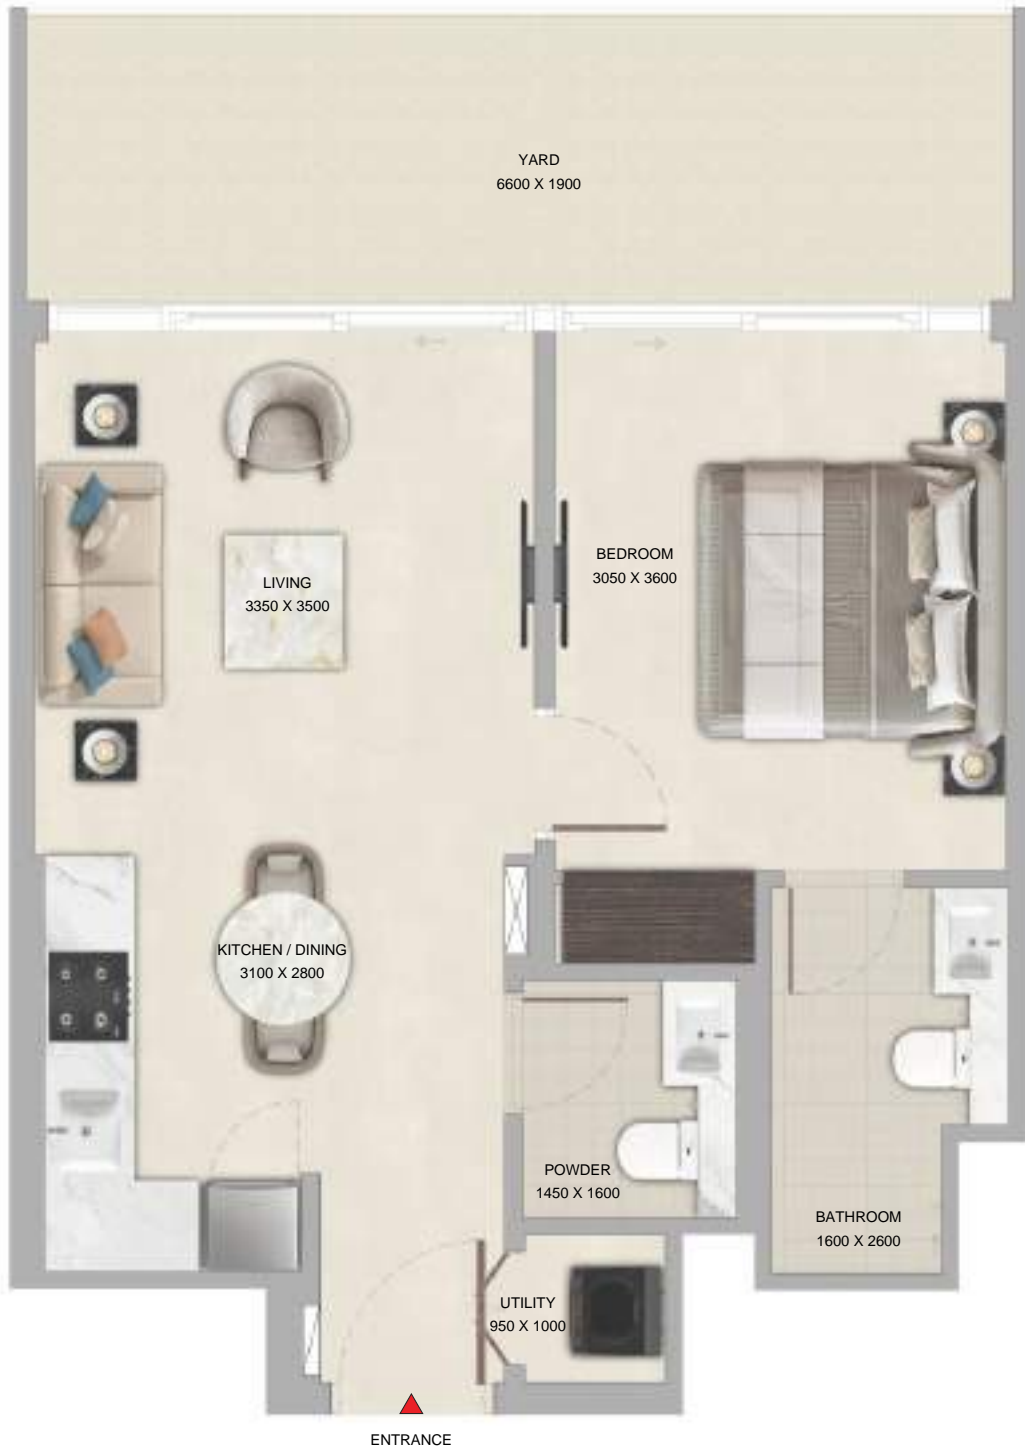 YARD
6600 X 1900
LIVING
3350 X 3500
BEDROOM
3050 X 3600
KITCHEN / DINING
3100 X 2800
POWDER
1450 X 1600
BATHROOM
1600 X 2600
UTILITY
950 X 1000
ENTRANCE